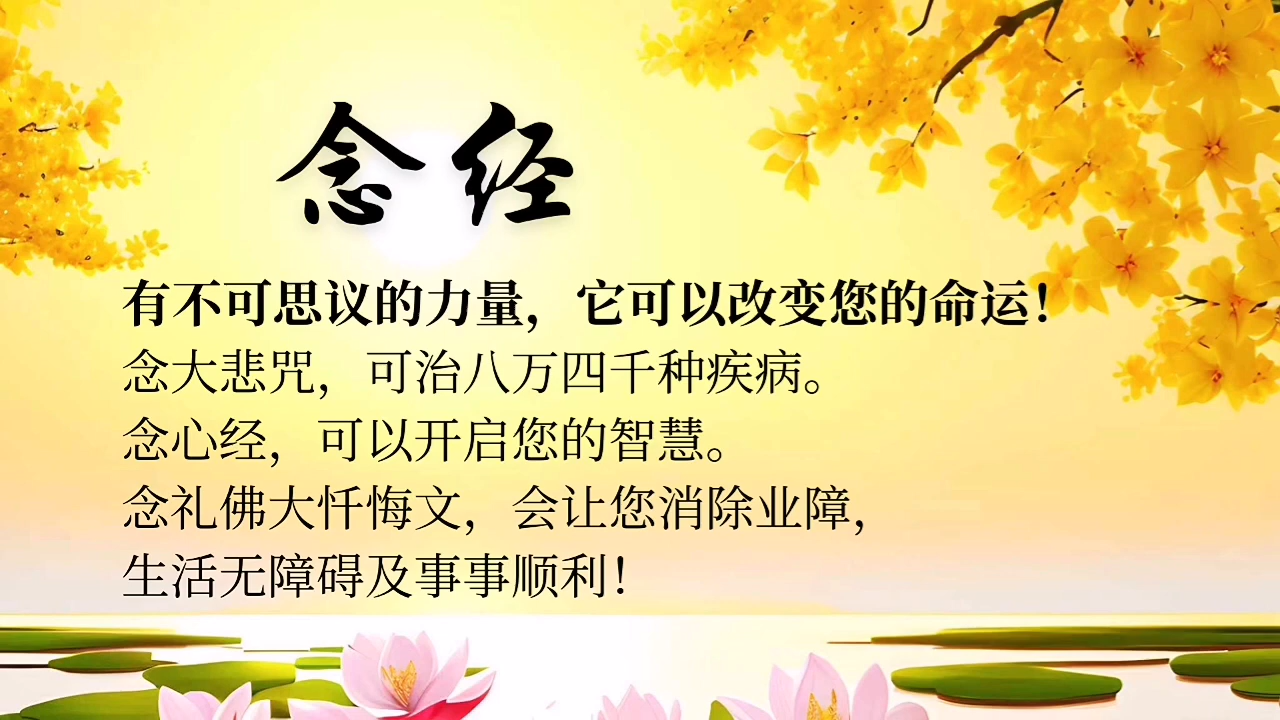 念经
有不可思议的力量，它可以改变您的命运！
念大悲咒，可治八万四千种疾病。
念心经，可以开启您的智慧。
念礼佛大忏悔文，会让您消除业障，
生活无障碍及事事顺利！